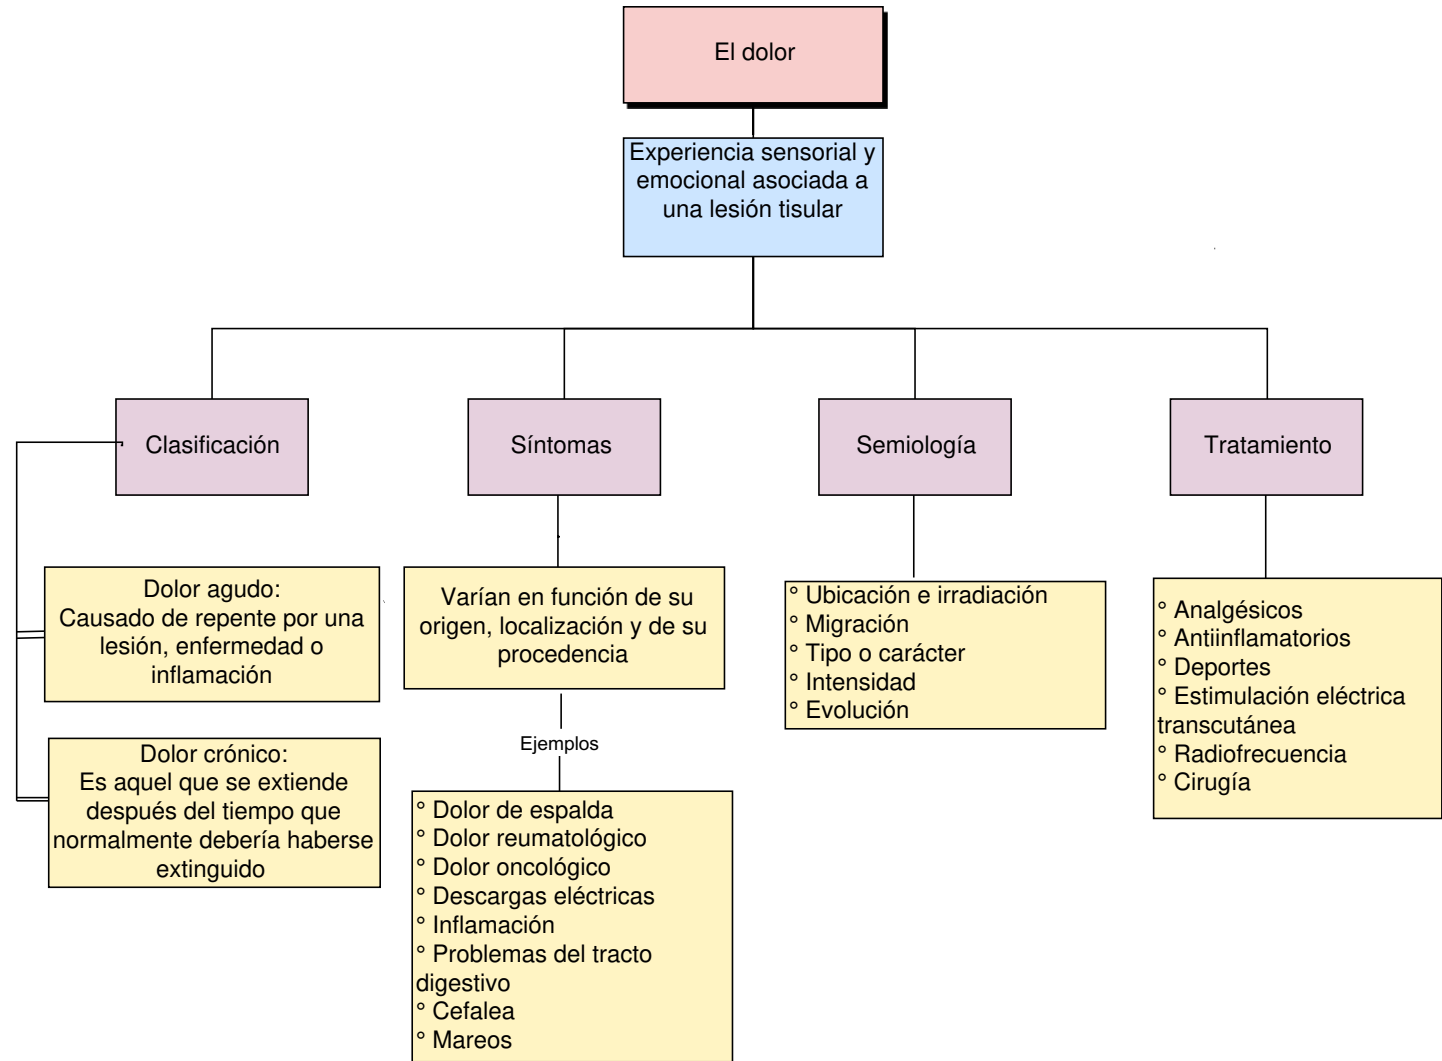 El dolor
Experiencia sensorial y
emocional asociada a
una lesión tisular
Clasificación
Síntomas
Semiología
Tratamiento
Dolor agudo:
Causado de repente por una
lesión, enfermedad o
inflamación
Dolor crónico:
Es aquel que se extiende
después del tiempo que
normalmente debería haberse
extinguido
Varían en función de su
origen, localización y de su
procedencia
Ejemplos
° Dolor de espalda
° Dolor reumatológico
° Dolor oncológico
° Descargas eléctricas
° Inflamación
° Problemas del tracto
digestivo
° Cefalea
° Mareos
° Ubicación e irradiación
° Migración
° Tipo o carácter
° Intensidad
° Evolución
° Analgésicos
° Antiinflamatorios
° Deportes
° Estimulación eléctrica
transcutánea
° Radiofrecuencia
° Cirugía